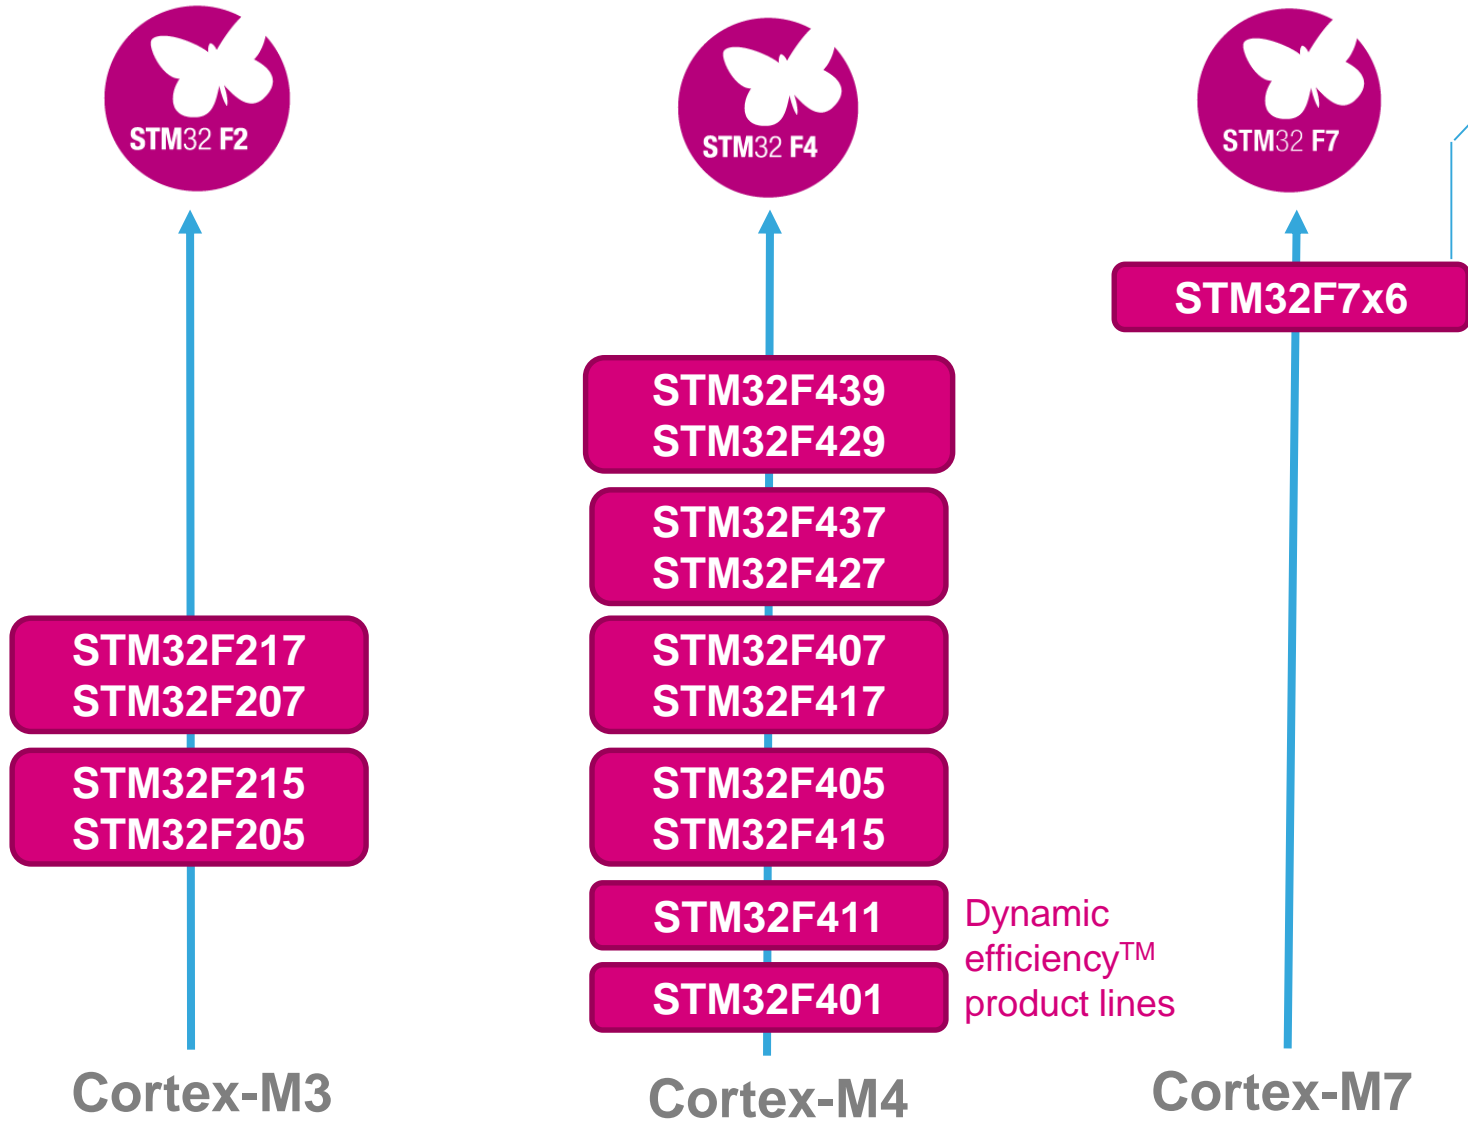 STM32 F2
STM32F217
STM32F207
STM32F215
STM32F205
Cortex-M3
STM32 F4
STM32F439
STM32F429
STM32F437
STM32F427
STM32F407
STM32F417
STM32F405
STM32F415
STM32F411
STM32F401
Dynamic
efficiency™
product lines
Cortex-M4
STM32 F7
STM32F7x6
Cortex-M7